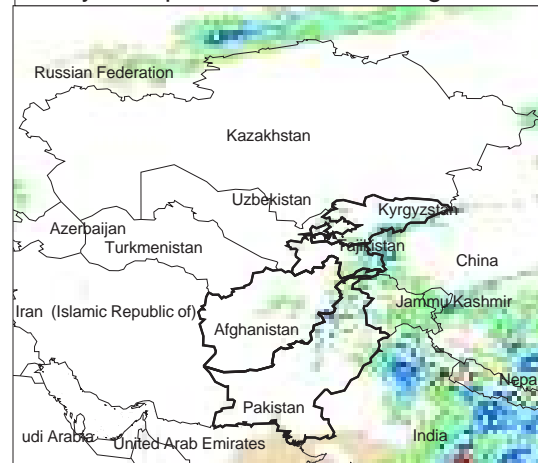 Russian Federation
Kazakhstan
Uzbekistan
Kyrgyzstan
Azerbaijan
Turkmenistan
Tajikistan
China
Iran (Islamic Republic of)
Jammu/Kashmir
Afghanistan
Nepa
Pakistan
udi Arabia
United Arab Emirates
India